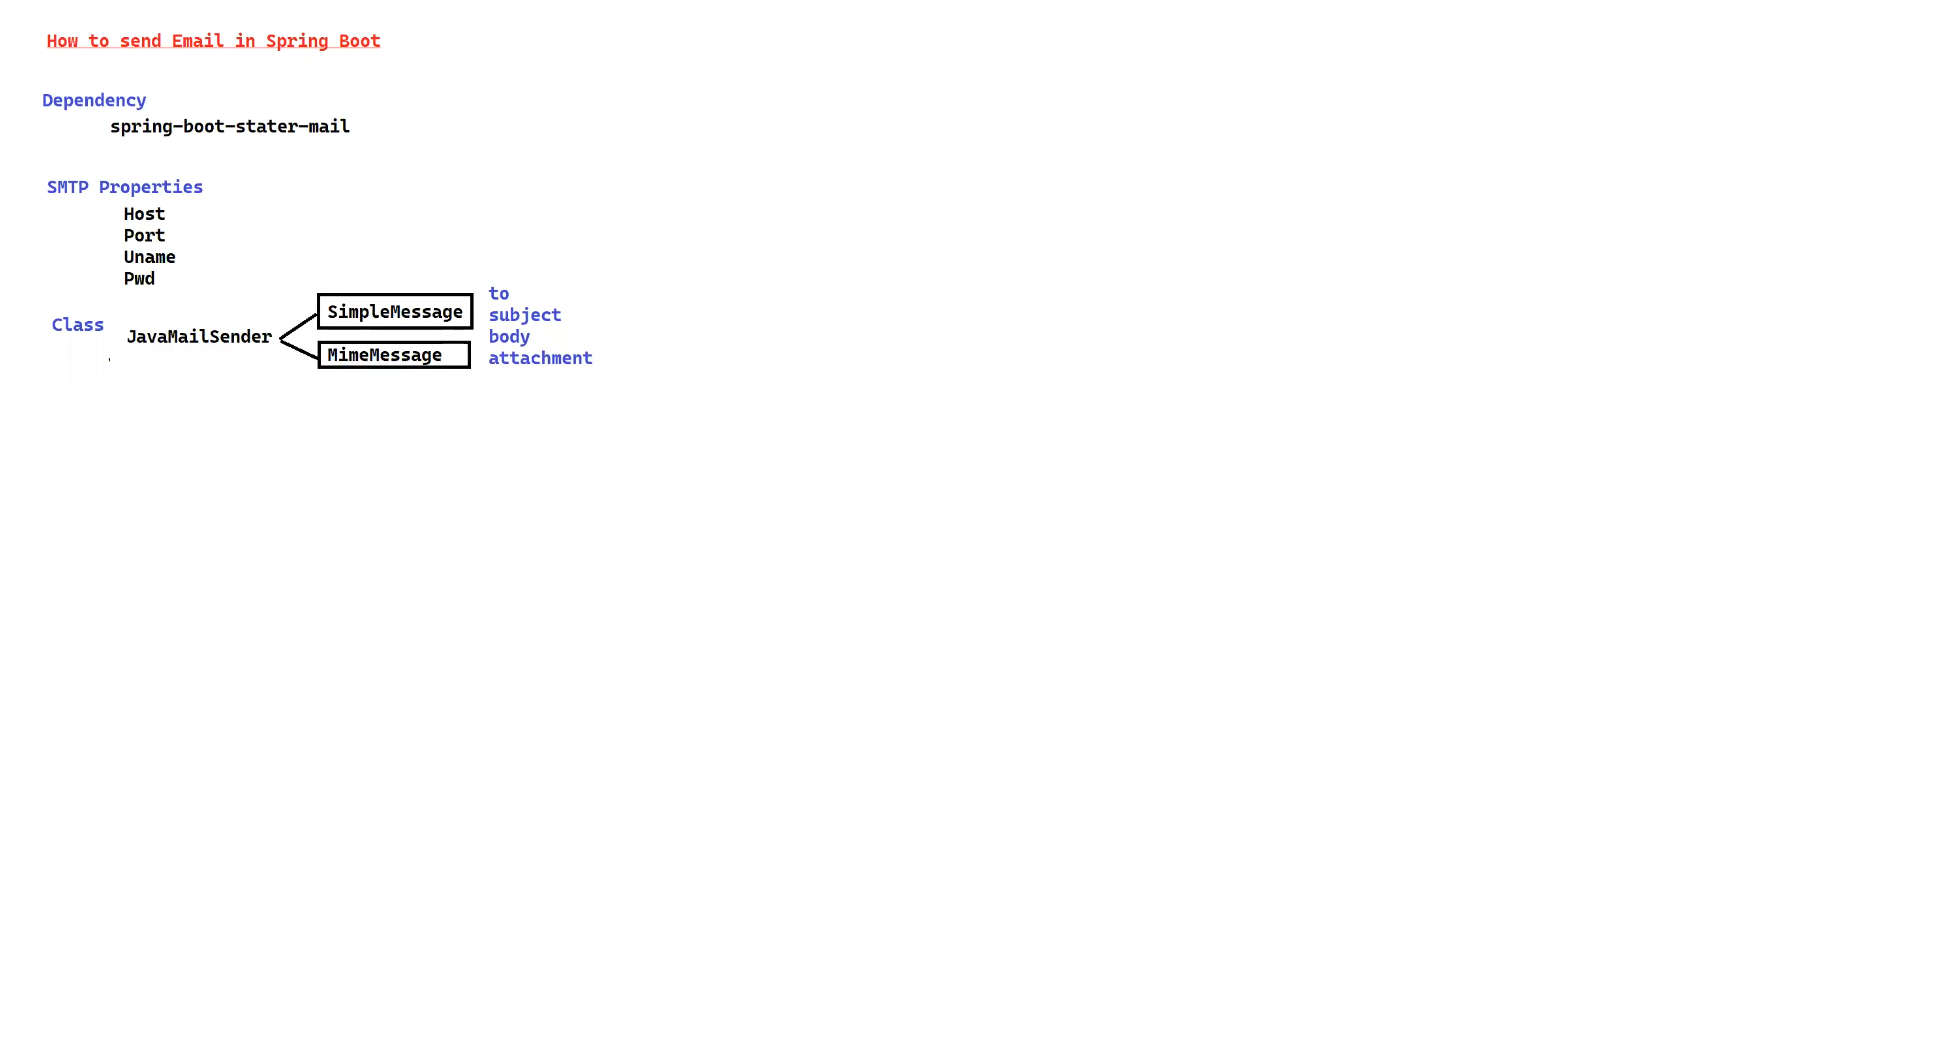 How to send Email in Spring Boot
Dependency
spring-boot-stater-mail
SMTP Properties
Host
Port
Uname
Pwd
Class
JavaMailSender
SimpleMessage
MimeMessage
to
subject
body
attachment